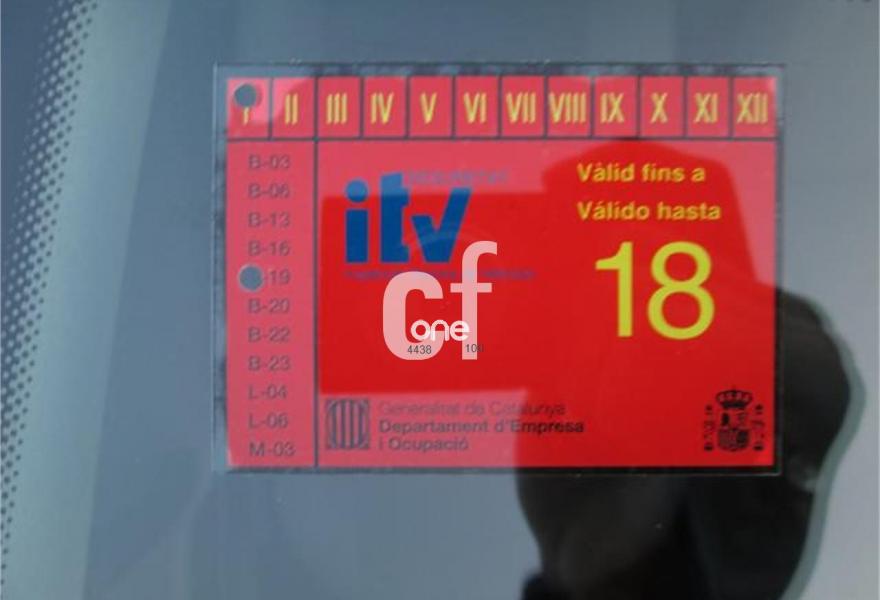 I II III IV V VI VII VIII IX X XI XII
B-03
B-06
B-13
B-16
19
B-20
B-22
B-23
L-04
L-06
M-03
itv
Vàlid fins a
Válido hasta
18
cf
one
4438
Generalitat de Catalunya
Departament d'Empresa
i Ocupació